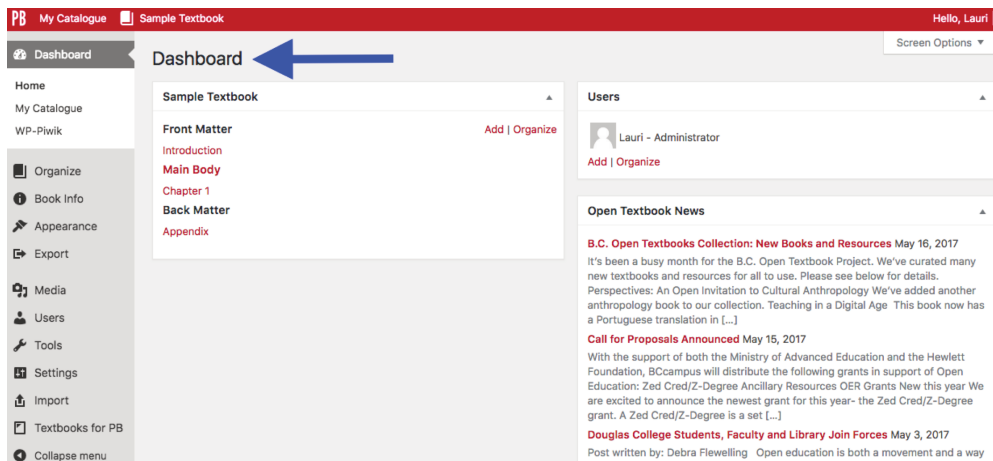 PB My Catalogue Sample Textbook Hello, Lauri
Screen Options ▼
Dashboard
Home
My Catalogue
WP-Piwik
Organize
Book Info
Appearance
Export
Media
Users
Tools
Settings
Import
Textbooks for PB
Collapse menu
Dashboard
Sample Textbook
Front Matter Add | Organize
Introduction
Main Body
Chapter 1
Back Matter
Appendix
Users
Lauri - Administrator
Add | Organize
Open Textbook News
B.C. Open Textbooks Collection: New Books and Resources May 16, 2017
It's been a busy month for the B.C. Open Textbook Project. We've curated many
new textbooks and resources for all to use. Please see below for details.
Perspectives: An Open Invitation to Cultural Anthropology We've added another
anthropology book to our collection. Teaching in a Digital Age This book now has
a Portuguese translation in [...]
Call for Proposals Announced May 15, 2017
With the support of both the Ministry of Advanced Education and the Hewlett
Foundation, BCcampus will distribute the following grants in support of Open
Education: Zed Cred/Z-Degree Ancillary Resources OER Grants New this year We
are excited to announce the newest grant for this year- the Zed Cred/Z-Degree
grant. A Zed Cred/Z-Degree is a set [...]
Douglas College Students, Faculty and Library Join Forces May 3, 2017
Post written by: Debra Flewelling Open education is both a movement and a way